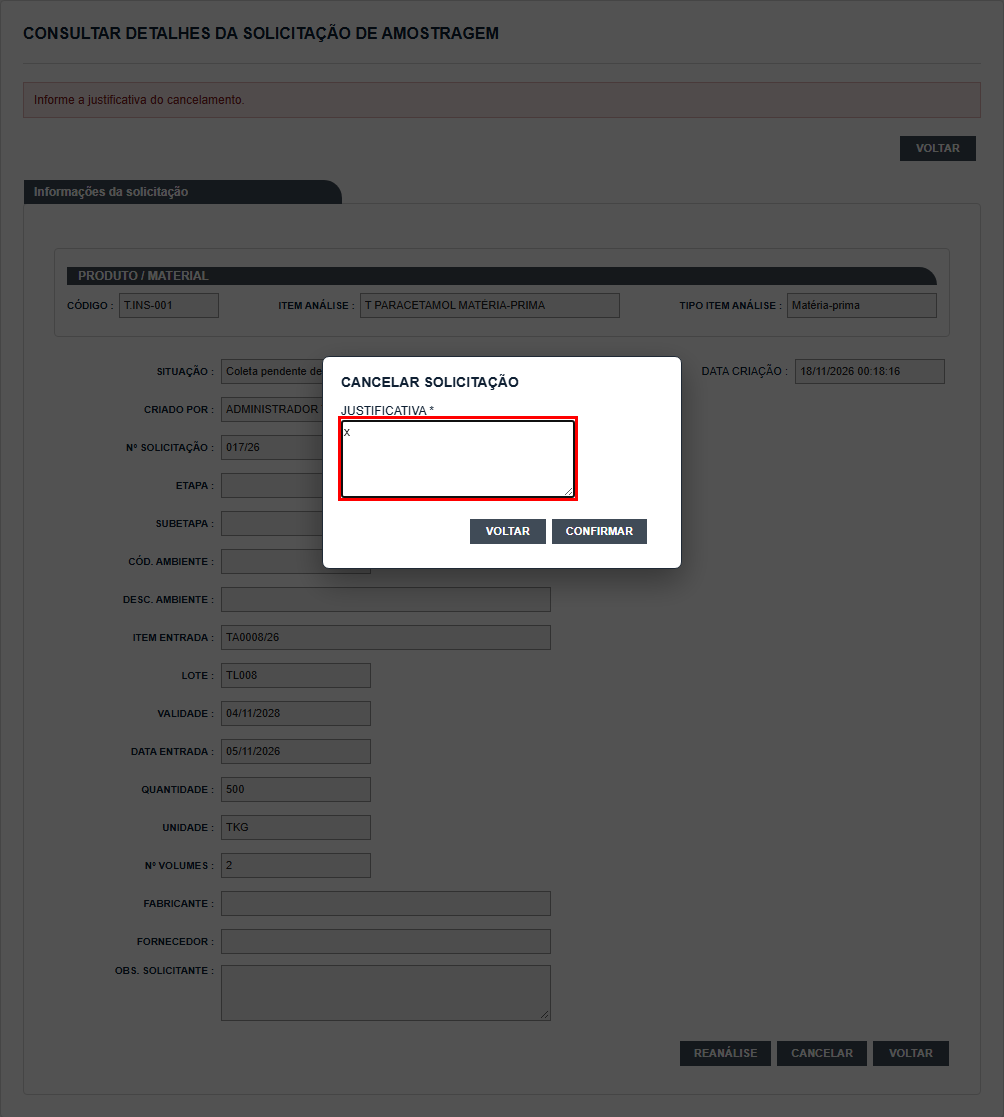 CONSULTAR DETALHES DA SOLICITAÇÃO DE AMOSTRAGEM
Informe a justificativa do cancelamento.
VOLTAR
Informações da solicitação
PRODUTO / MATERIAL
CÓDIGO : T.INS-001 ITEM ANÁLISE : T PARACETAMOL MATÉRIA-PRIMA TIPO ITEM ANÁLISE : Matéria-prima
SITUAÇÃO : Coleta pendente de DATA CRIAÇÃO : 18/11/2026 00:18:16
CANCELAR SOLICITAÇÃO
JUSTIFICATIVA *
x
VOLTAR CONFIRMAR
CRIADO POR : ADMINISTRADOR
Nº SOLICITAÇÃO : 017/26
ETAPA :
SUBETAPA :
CÓD. AMBIENTE :
DESC. AMBIENTE :
ITEM ENTRADA : TA0008/26
LOTE : TL008
VALIDADE : 04/11/2028
DATA ENTRADA : 05/11/2026
QUANTIDADE : 500
UNIDADE : TKG
Nº VOLUMES : 2
FABRICANTE :
FORNECEDOR :
OBS. SOLICITANTE :
REANÁLISE CANCELAR VOLTAR